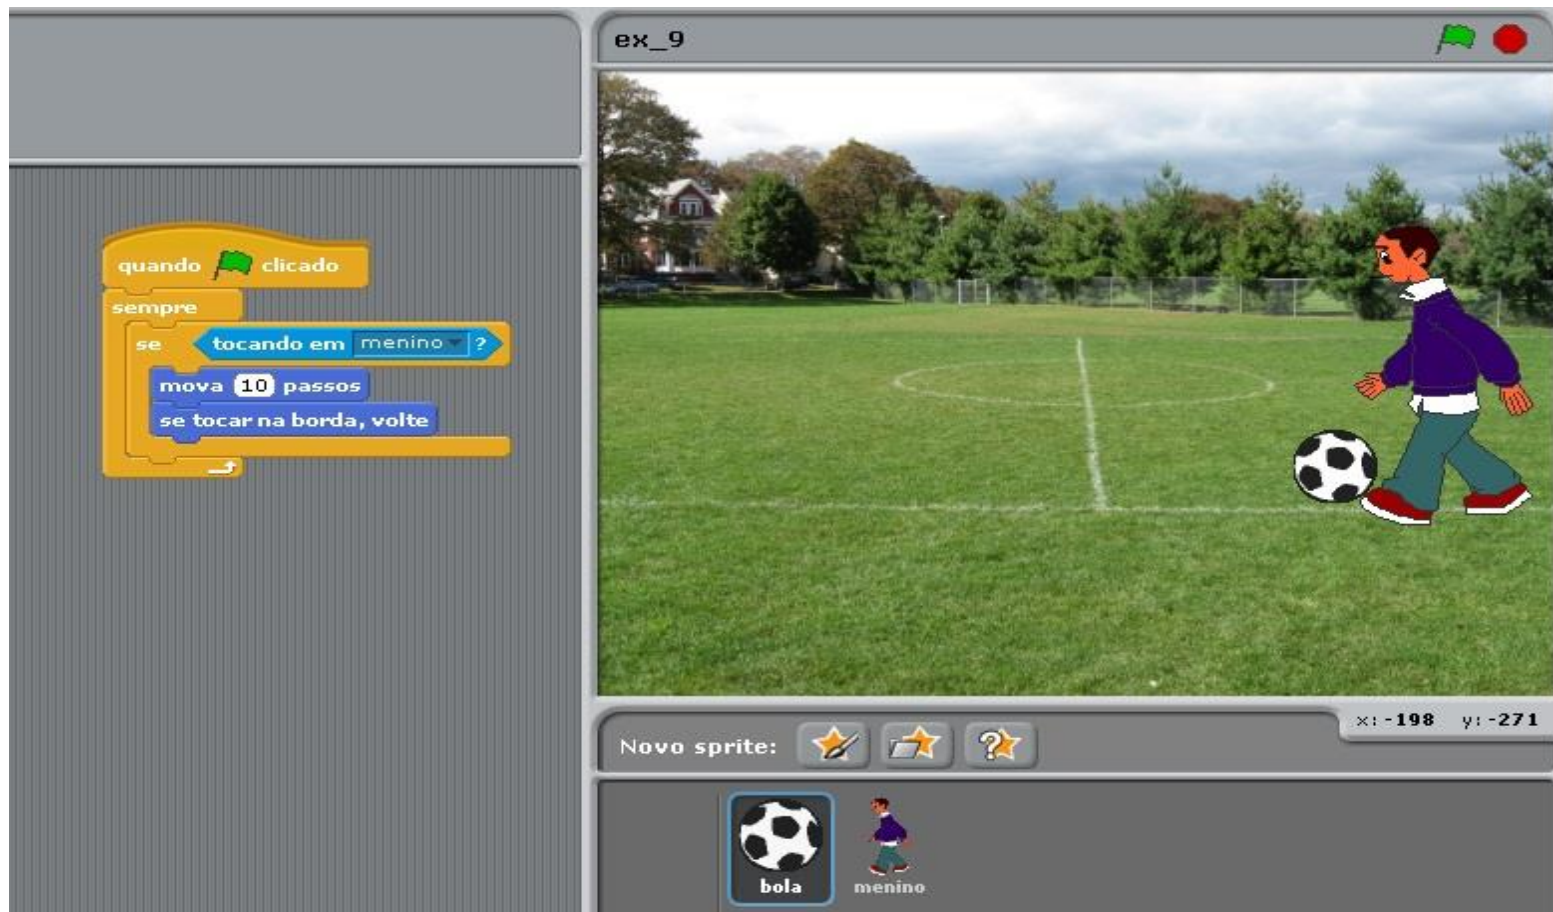 ex_9
quando clicado
sempre
se tocando em menino ?
mova 10 passos
se tocar na borda, volte
x: -198 y: -271
Novo sprite:
bola
menino